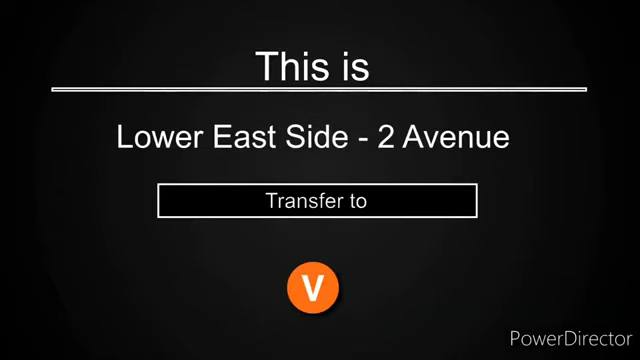 This is
Lower East Side - 2 Avenue
Transfer to
V
PowerDirector